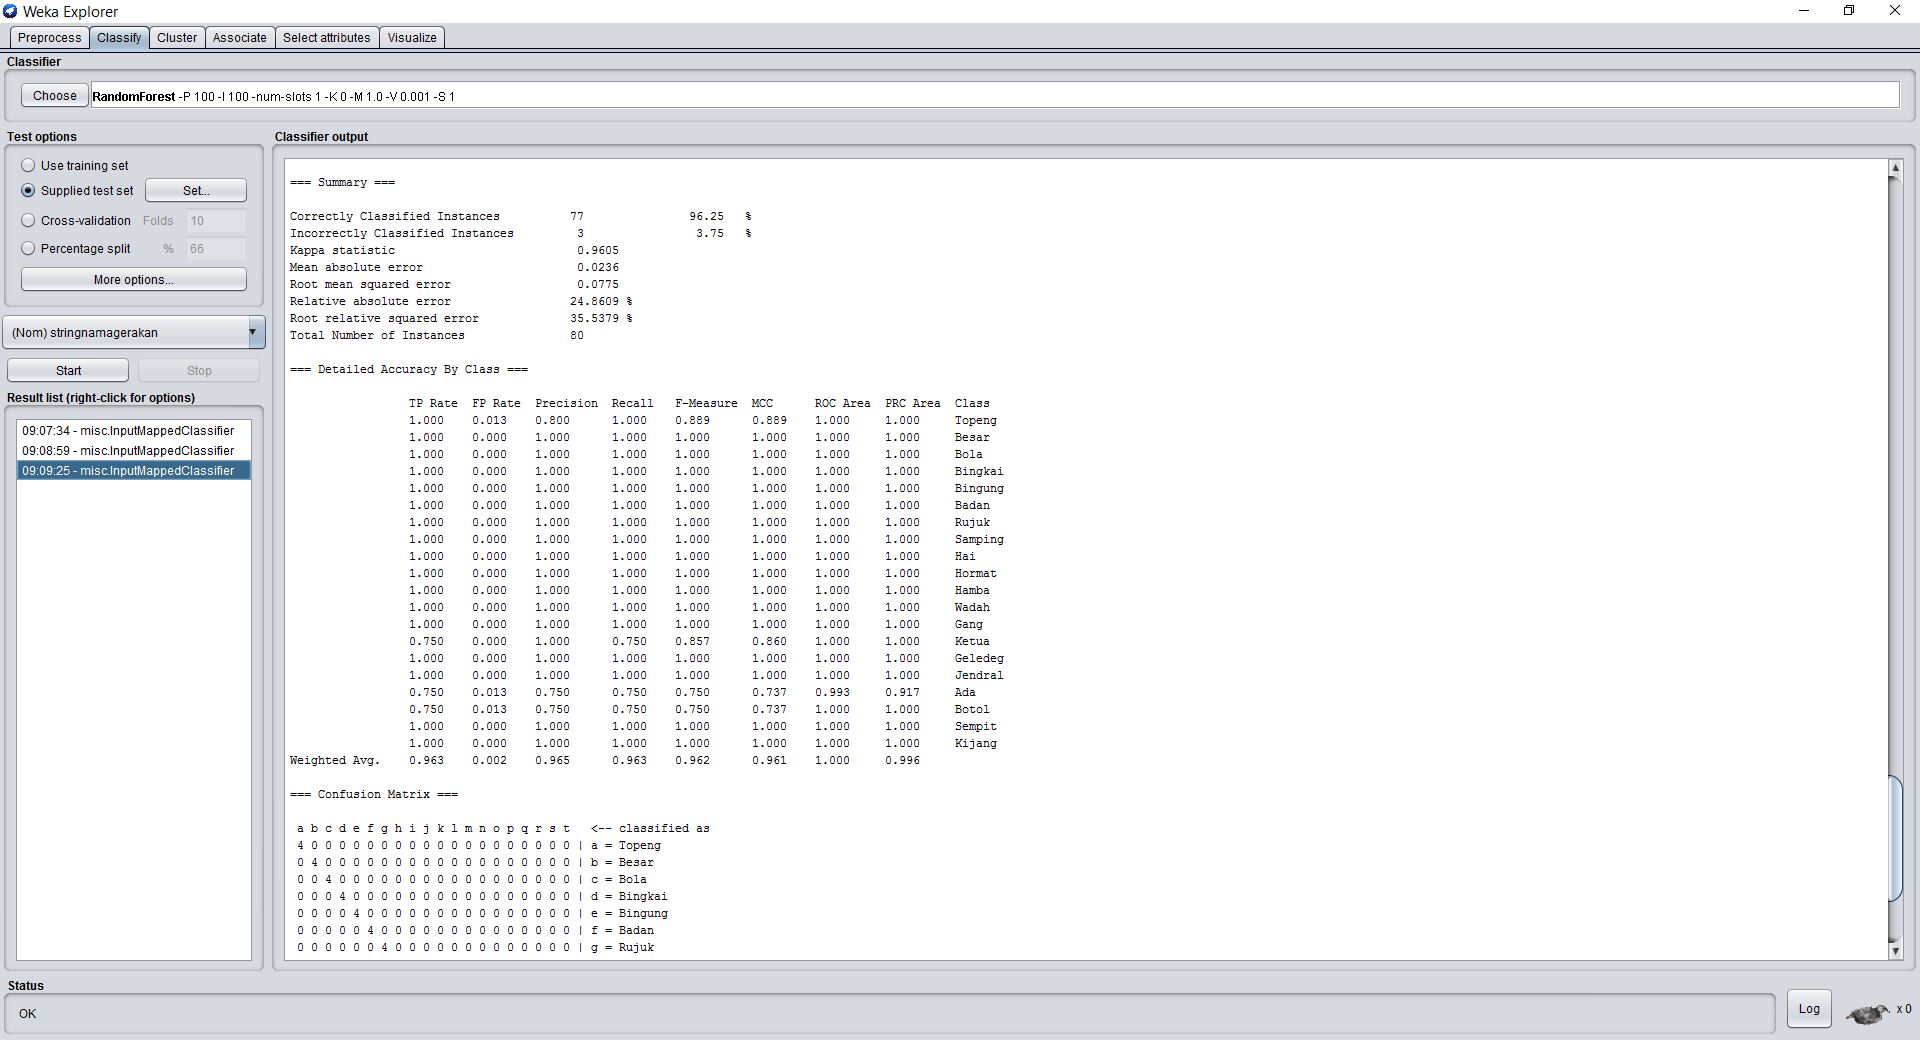 Weka Explorer
Preprocess Classify Cluster Associate Select attributes Visualize
Classifier
Choose RandomForest -P 100 -I 100 -num-slots 1 -K 0 -M 1.0 -V 0.001 -S 1
Test options
Use training set
Supplied test set Set...
Cross-validation Folds 10
Percentage split % 66
More options...
(Nom) stringnamagerakan
Start Stop
Result list (right-click for options)
09:07:34 - misc.InputMappedClassifier
09:08:59 - misc.InputMappedClassifier
09:09:25 - misc.InputMappedClassifier
Classifier output
=== Summary ===
Correctly Classified Instances 77 96.25 %
Incorrectly Classified Instances 3 3.75 %
Kappa statistic 0.9605
Mean absolute error 0.0236
Root mean squared error 0.0775
Relative absolute error 24.8609 %
Root relative squared error 35.5379 %
Total Number of Instances 80
=== Detailed Accuracy By Class ===
TP Rate FP Rate Precision Recall F-Measure MCC ROC Area PRC Area Class
1.000 0.013 0.800 1.000 0.889 0.889 1.000 1.000 Topeng
1.000 0.000 1.000 1.000 1.000 1.000 1.000 1.000 Besar
1.000 0.000 1.000 1.000 1.000 1.000 1.000 1.000 Bola
1.000 0.000 1.000 1.000 1.000 1.000 1.000 1.000 Bingkai
1.000 0.000 1.000 1.000 1.000 1.000 1.000 1.000 Bingung
1.000 0.000 1.000 1.000 1.000 1.000 1.000 1.000 Badan
1.000 0.000 1.000 1.000 1.000 1.000 1.000 1.000 Rujuk
1.000 0.000 1.000 1.000 1.000 1.000 1.000 1.000 Samping
1.000 0.000 1.000 1.000 1.000 1.000 1.000 1.000 Hai
1.000 0.000 1.000 1.000 1.000 1.000 1.000 1.000 Hormat
1.000 0.000 1.000 1.000 1.000 1.000 1.000 1.000 Hamba
1.000 0.000 1.000 1.000 1.000 1.000 1.000 1.000 Wadah
1.000 0.000 1.000 1.000 1.000 1.000 1.000 1.000 Gang
0.750 0.000 1.000 0.750 0.857 0.860 1.000 1.000 Ketua
1.000 0.000 1.000 1.000 1.000 1.000 1.000 1.000 Geledeg
1.000 0.000 1.000 1.000 1.000 1.000 1.000 1.000 Jendral
0.750 0.013 0.750 0.750 0.750 0.737 0.993 0.917 Ada
0.750 0.013 0.750 0.750 0.750 0.737 1.000 1.000 Botol
1.000 0.000 1.000 1.000 1.000 1.000 1.000 1.000 Sempit
1.000 0.000 1.000 1.000 1.000 1.000 1.000 1.000 Kijang
Weighted Avg. 0.963 0.002 0.965 0.963 0.962 0.961 1.000 0.996
=== Confusion Matrix ===
a b c d e f g h i j k l m n o p q r s t <-- classified as
4 0 0 0 0 0 0 0 0 0 0 0 0 0 0 0 0 0 0 0 | a = Topeng
0 4 0 0 0 0 0 0 0 0 0 0 0 0 0 0 0 0 0 0 | b = Besar
0 0 4 0 0 0 0 0 0 0 0 0 0 0 0 0 0 0 0 0 | c = Bola
0 0 0 4 0 0 0 0 0 0 0 0 0 0 0 0 0 0 0 0 | d = Bingkai
0 0 0 0 4 0 0 0 0 0 0 0 0 0 0 0 0 0 0 0 | e = Bingung
0 0 0 0 0 4 0 0 0 0 0 0 0 0 0 0 0 0 0 0 | f = Badan
0 0 0 0 0 0 4 0 0 0 0 0 0 0 0 0 0 0 0 0 | g = Rujuk
Status
OK
Log x 0